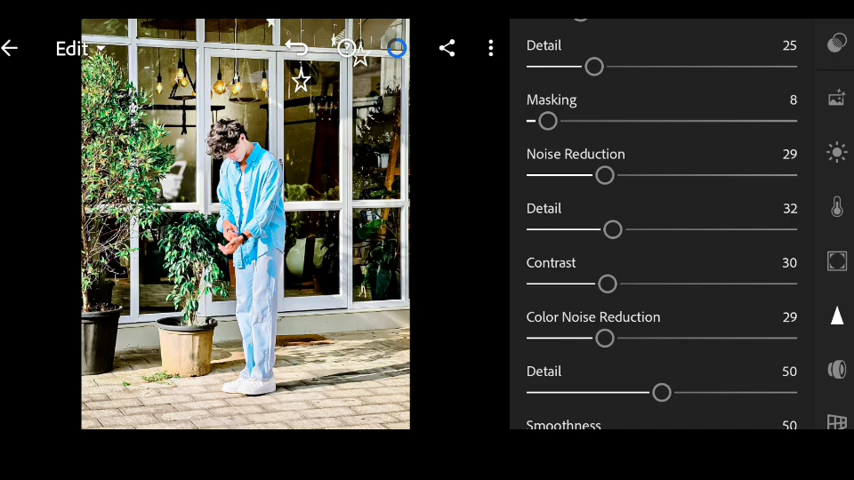 Edit
Detail 25
Masking 8
Noise Reduction 29
Detail 32
Contrast 30
Color Noise Reduction 29
Detail 50
Smoothness 50